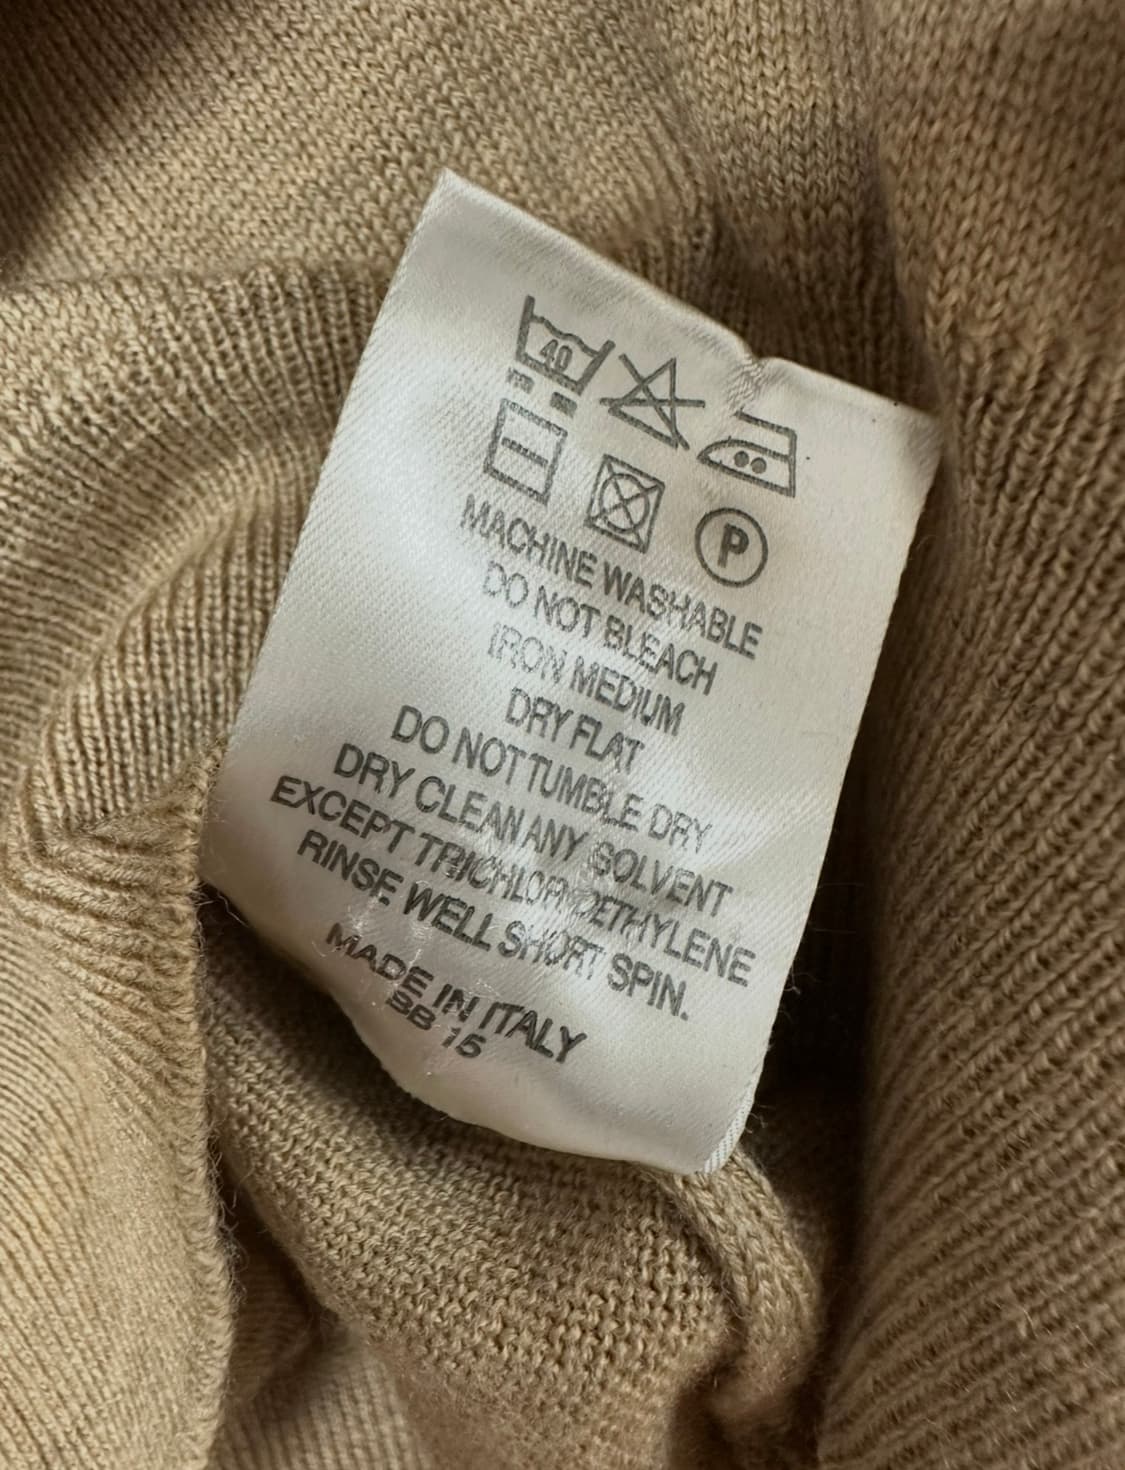 40
P
MACHINE WASHABLE
DO NOT BLEACH
IRON MEDIUM
DRY FLAT
DO NOT TUMBLE DRY
DRY CLEAN ANY SOLVENT
EXCEPT TRICHLOROETHYLENE
RINSE WELL SHORT SPIN.
MADE IN ITALY
BB 15